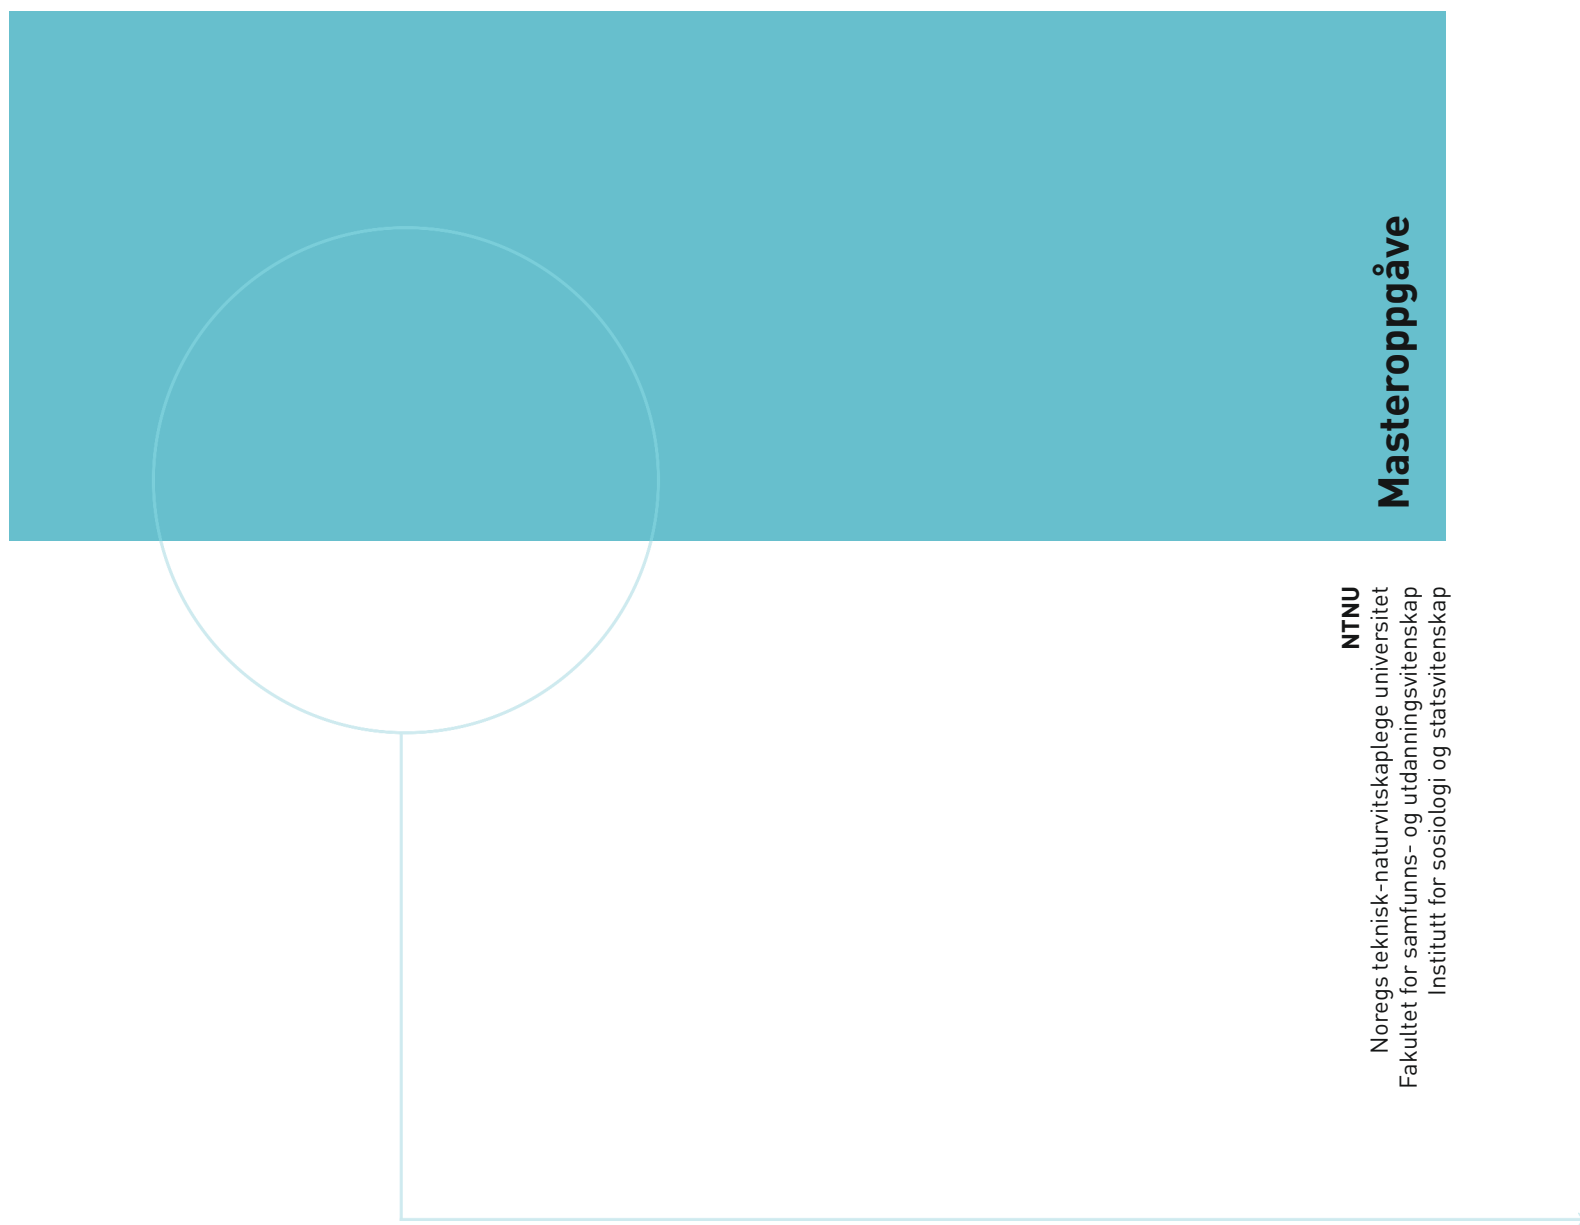 Masteroppgåve
NTNU
Noregs teknisk-naturvitskaplege universitet
Fakultet for samfunns- og utdanningsvitenskap
Institutt for sosiologi og statsvitenskap